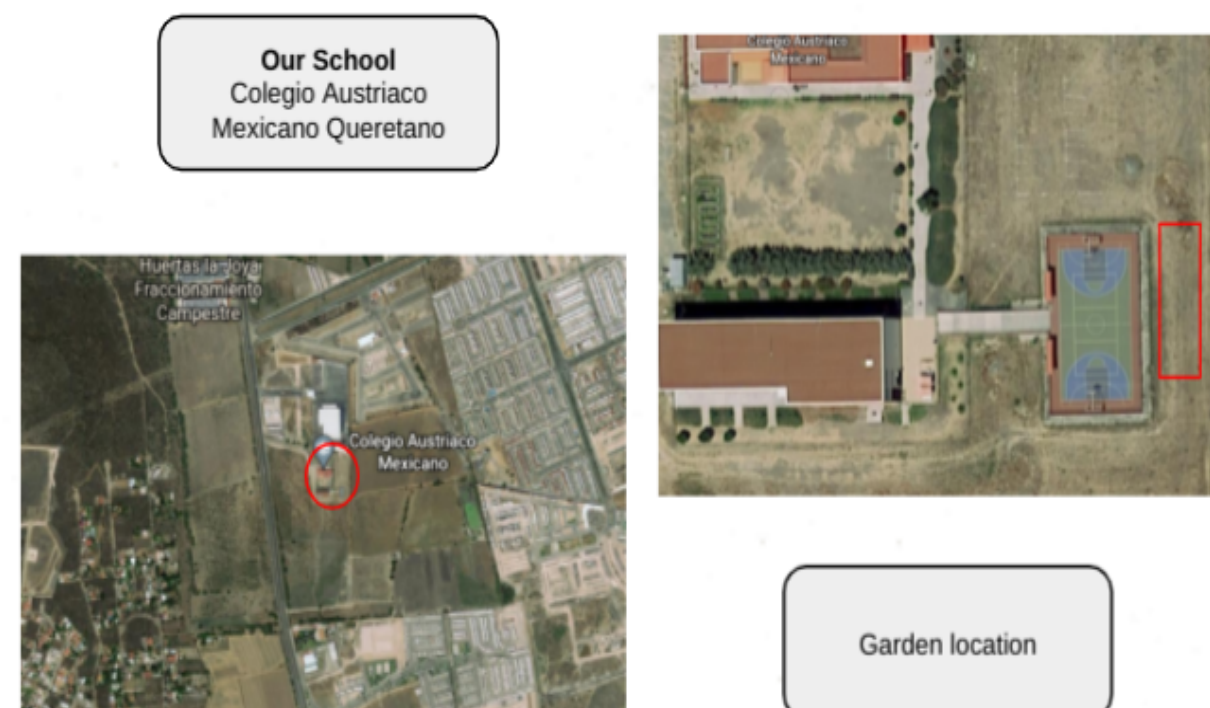 Our School
Colegio Austriaco
Mexicano Queretano
Colegio Austriaco
Mexicano
Huertas la Joya
Fraccionamiento
Campestre
Colegio Austriaco
Mexicano
Garden location